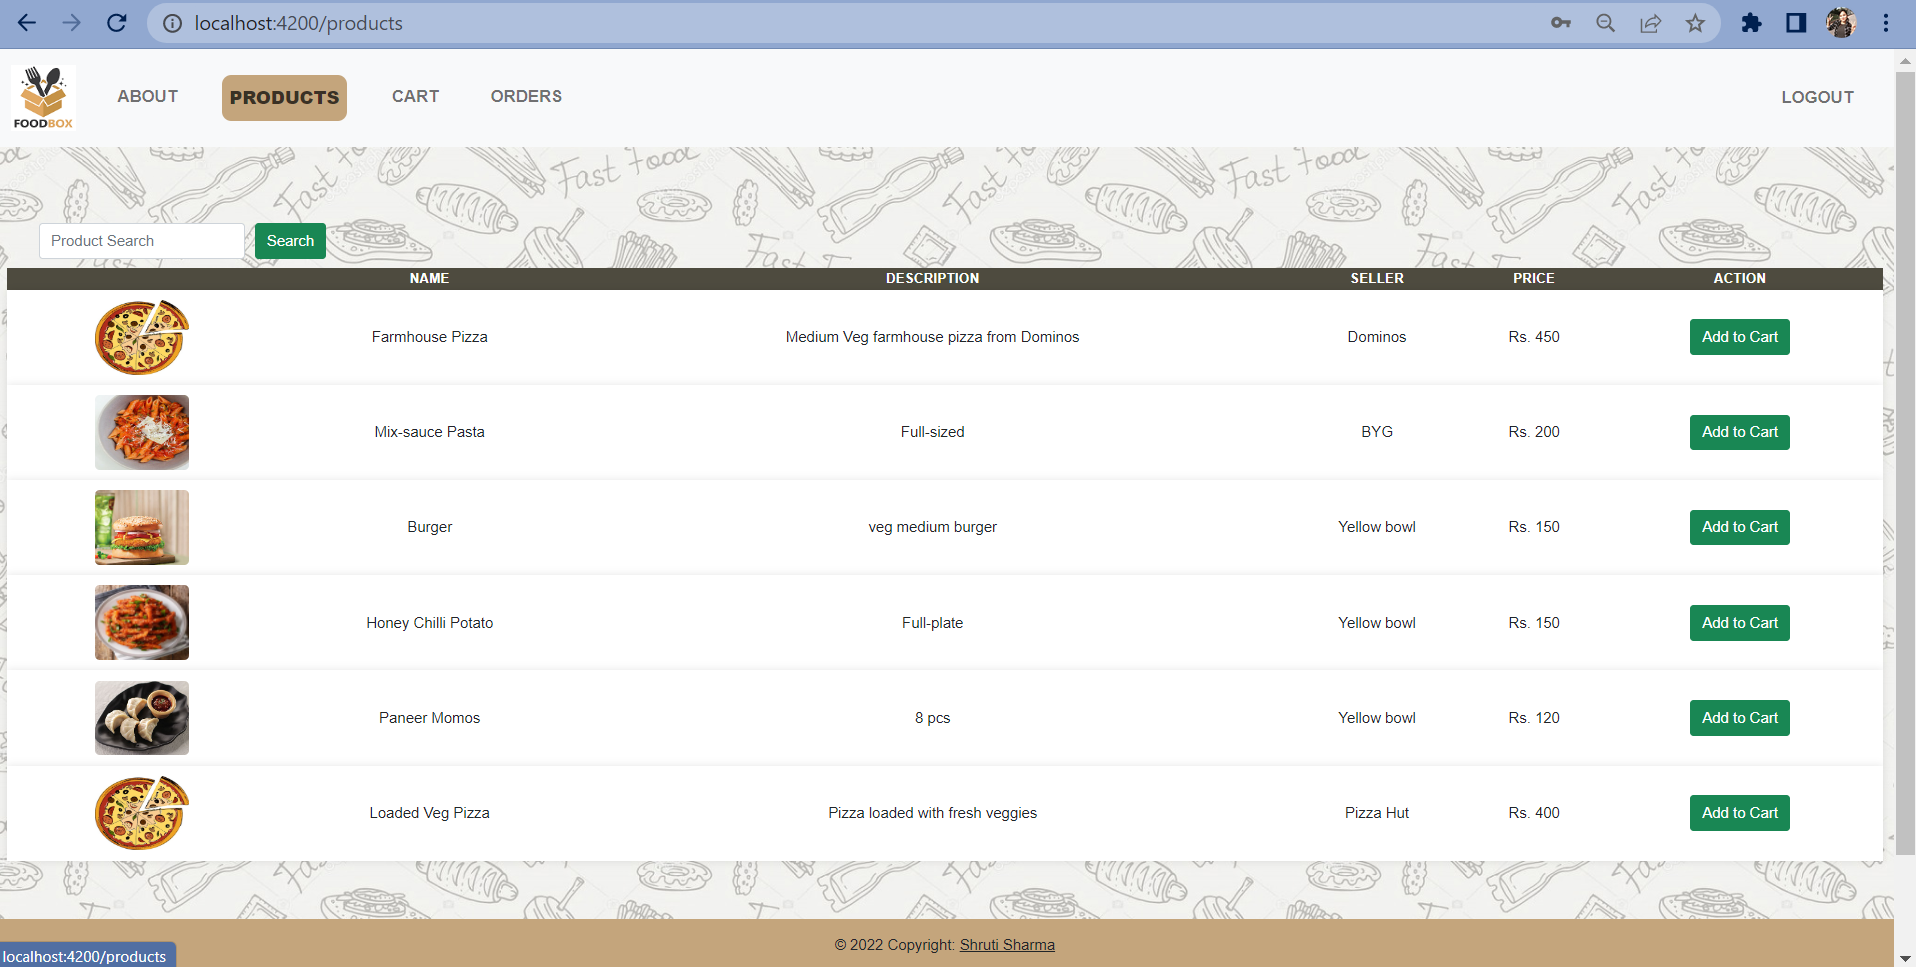 localhost:4200/products
FOODBOX
ABOUT
PRODUCTS
CART
ORDERS
LOGOUT
Fast Food
Fast Food
Product Search
Search
NAME DESCRIPTION SELLER PRICE ACTION
Farmhouse Pizza Medium Veg farmhouse pizza from Dominos Dominos Rs. 450 Add to Cart
Mix-sauce Pasta Full-sized BYG Rs. 200 Add to Cart
Burger veg medium burger Yellow bowl Rs. 150 Add to Cart
Honey Chilli Potato Full-plate Yellow bowl Rs. 150 Add to Cart
Paneer Momos 8 pcs Yellow bowl Rs. 120 Add to Cart
Loaded Veg Pizza Pizza loaded with fresh veggies Pizza Hut Rs. 400 Add to Cart
© 2022 Copyright: Shruti Sharma
localhost:4200/products